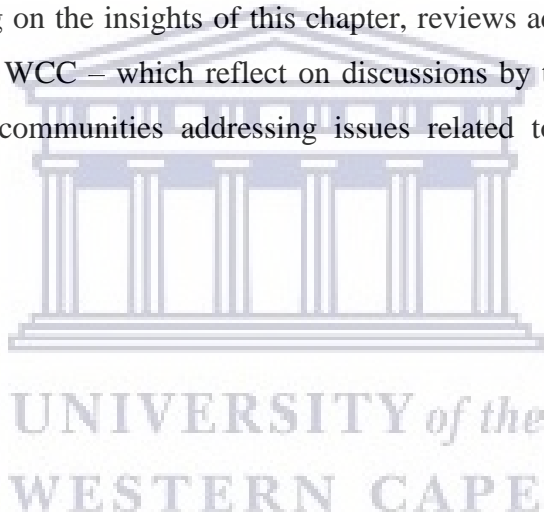 on the insights of this chapter, reviews
WCC – which reflect on discussions by
communities addressing issues related
UNIVERSITY of the
WESTERN CAPE